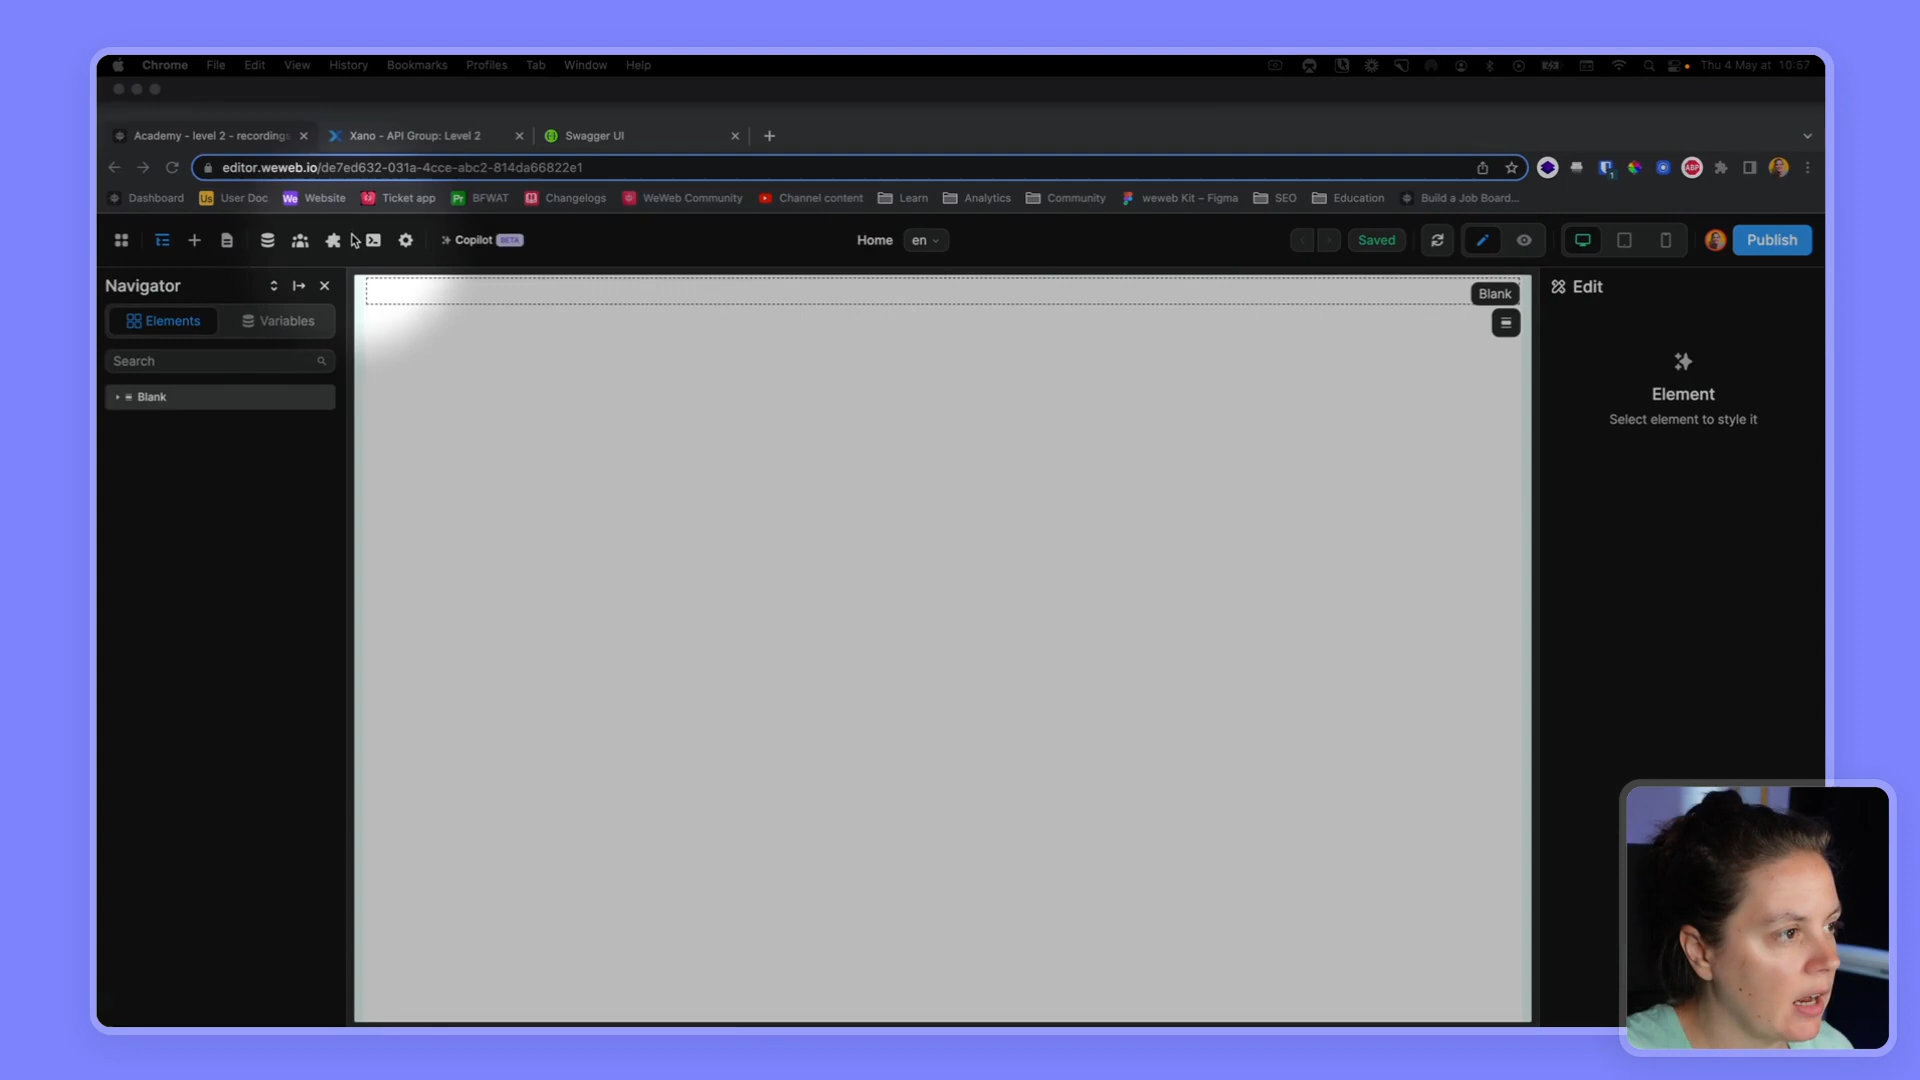 Chrome File Edit View History Bookmarks Profiles Tab Window Help Thu 4 May at 10:57
Academy - level 2 - recordings Xano - API Group: Level 2 Swagger UI
editor.weweb.io/de7ed632-031a-4cce-abc2-814da66822e1
Dashboard Us User Doc We Website Ticket app Pr BFWAT Changelogs WeWeb Community Channel content Learn Analytics Community weweb Kit – Figma SEO Education Build a Job Board...
Copilot BETA Home en Saved Publish
Navigator
Elements Variables
Search
Blank
Blank
Edit
Element
Select element to style it